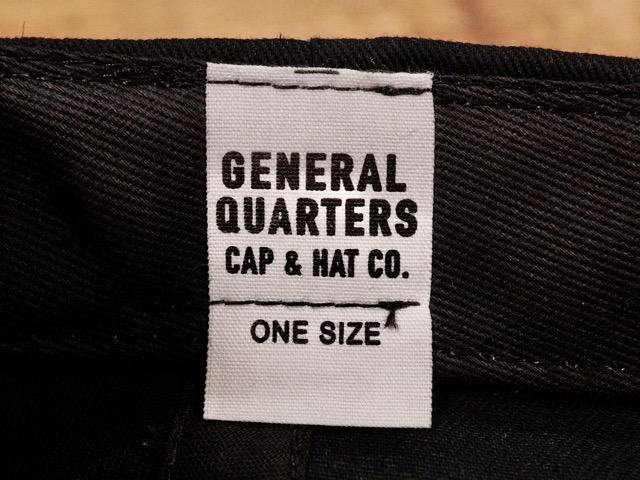 GENERAL
QUARTERS
CAP & HAT CO.
ONE SIZE